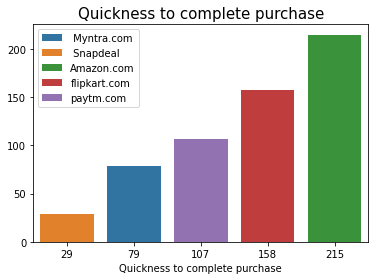 Quickness to complete purchase
200
150
100
50
0
Myntra.com
Snapdeal
Amazon.com
flipkart.com
paytm.com
29 79 107 158 215
Quickness to complete purchase